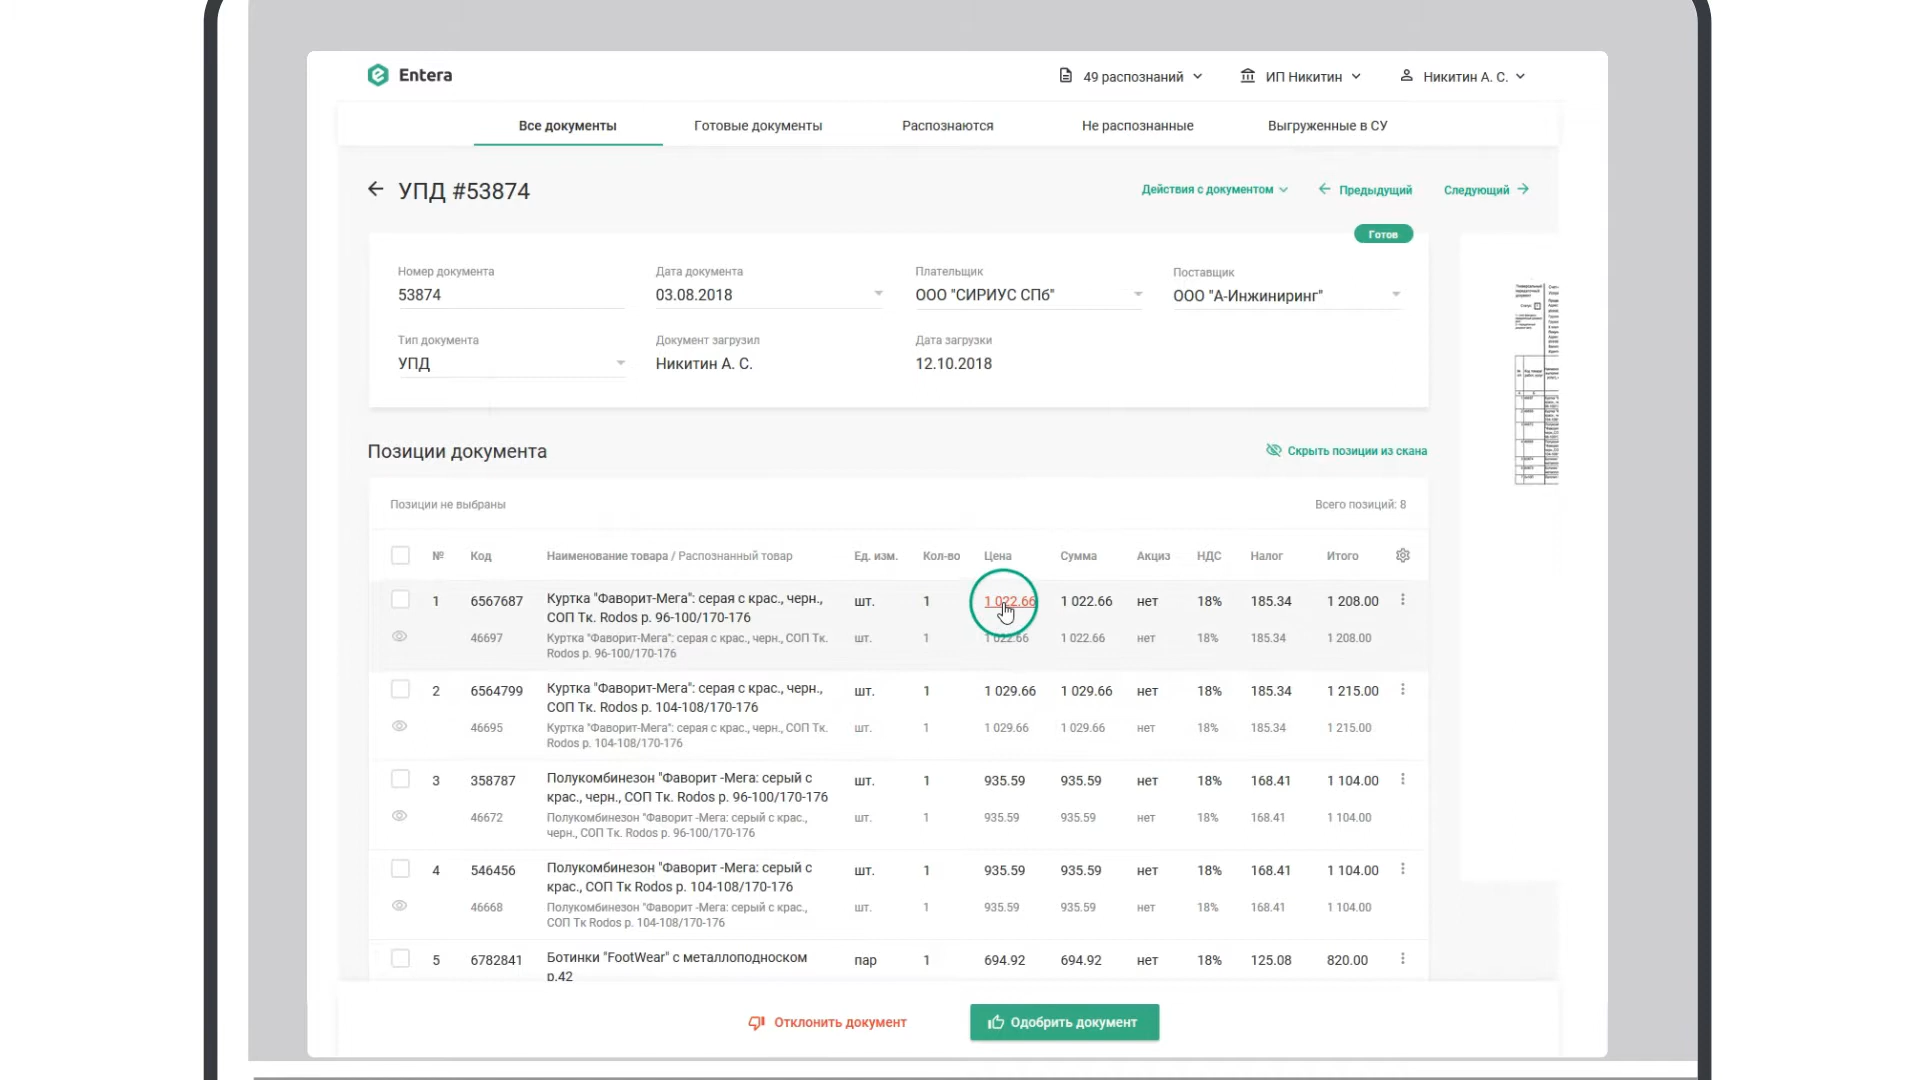 Entera
49 распознаний
ИП Никитин
Никитин А. С.
Все документы
Готовые документы
Распознаются
Не распознанные
Выгруженные в СУ
УПД #53874
Действия с документом
Предыдущий
Следующий
Готов
Номер документа
53874
Дата документа
03.08.2018
Плательщик
ООО "СИРИУС СПб"
Поставщик
ООО "А-Инжиниринг"
Тип документа
УПД
Документ загрузил
Никитин А. С.
Дата загрузки
12.10.2018
Позиции документа
Скрыть позиции из скана
Позиции не выбраны
Всего позиций: 8
№ Код Наименование товара / Распознанный товар Ед. изм. Кол-во Цена Сумма Акциз НДС Налог Итого
1 6567687 Куртка "Фаворит-Мега": серая с крас., черн., шт. 1 1 022.66 1 022.66 нет 18% 185.34 1 208.00
СОП Тк. Rodos р. 96-100/170-176
46697 Куртка "Фаворит-Мега": серая с крас., черн., СОП Тк. шт. 1 1 022.66 1 022.66 нет 18% 185.34 1 208.00
Rodos р. 96-100/170-176
2 6564799 Куртка "Фаворит-Мега": серая с крас., черн., шт. 1 1 029.66 1 029.66 нет 18% 185.34 1 215.00
СОП Тк. Rodos р. 104-108/170-176
46695 Куртка "Фаворит-Мега": серая с крас., черн., СОП Тк. шт. 1 1 029.66 1 029.66 нет 18% 185.34 1 215.00
Rodos р. 104-108/170-176
3 358787 Полукомбинезон "Фаворит -Мега: серый с шт. 1 935.59 935.59 нет 18% 168.41 1 104.00
крас., черн., СОП Тк. Rodos р. 96-100/170-176
46672 Полукомбинезон "Фаворит -Мега: серый с крас., шт. 1 935.59 935.59 нет 18% 168.41 1 104.00
черн., СОП Тк. Rodos р. 96-100/170-176
4 546456 Полукомбинезон "Фаворит -Мега: серый с шт. 1 935.59 935.59 нет 18% 168.41 1 104.00
крас., СОП Тк Rodos р. 104-108/170-176
46668 Полукомбинезон "Фаворит -Мега: серый с крас., шт. 1 935.59 935.59 нет 18% 168.41 1 104.00
СОП Тк Rodos р. 104-108/170-176
5 6782841 Ботинки "FootWear" с металлоподноском пар 1 694.92 694.92 нет 18% 125.08 820.00
р.42
Отклонить документ
Одобрить документ